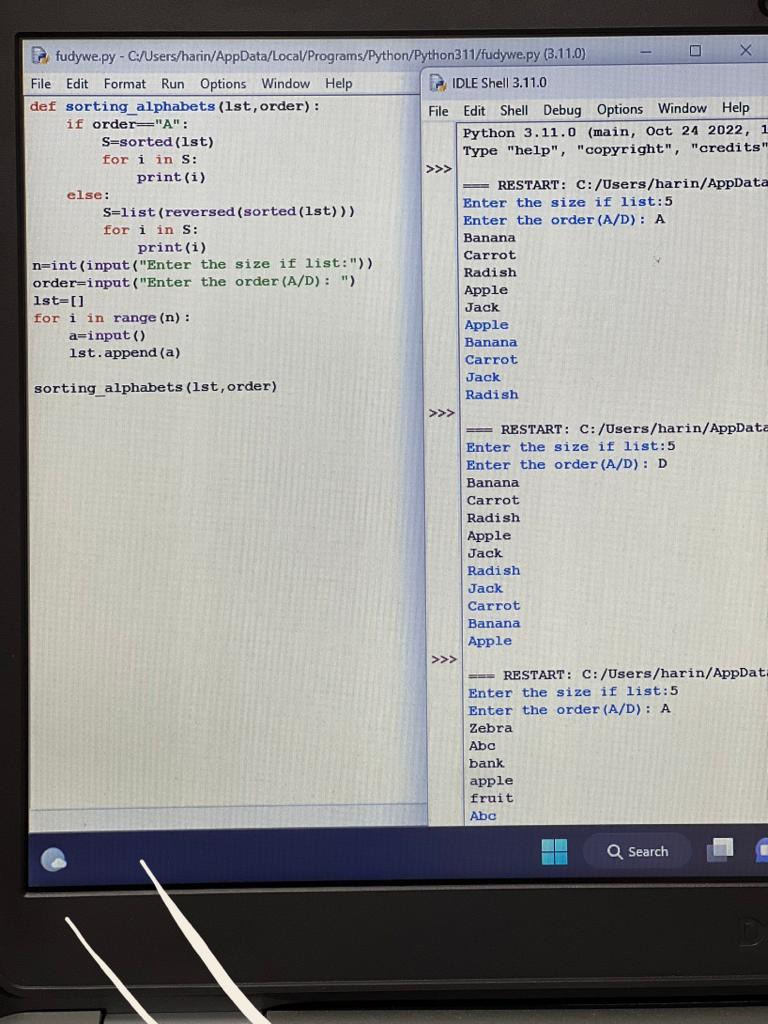 fudywe.py - C:/Users/harin/AppData/Local/Programs/Python/Python311/fudywe.py (3.11.0)
File Edit Format Run Options Window Help
def sorting_alphabets(lst,order):
    if order=="A":
        S=sorted(lst)
        for i in S:
            print(i)
    else:
        S=list(reversed(sorted(lst)))
        for i in S:
            print(i)
n=int(input("Enter the size if list:"))
order=input("Enter the order(A/D): ")
lst=[]
for i in range(n):
    a=input()
    lst.append(a)
sorting_alphabets(lst,order)
IDLE Shell 3.11.0
File Edit Shell Debug Options Window Help
Python 3.11.0 (main, Oct 24 2022, 1
Type "help", "copyright", "credits"
>>>
=== RESTART: C:/Users/harin/AppData
Enter the size if list:5
Enter the order(A/D): A
Banana
Carrot
Radish
Apple
Jack
Apple
Banana
Carrot
Jack
Radish
>>>
=== RESTART: C:/Users/harin/AppData
Enter the size if list:5
Enter the order(A/D): D
Banana
Carrot
Radish
Apple
Jack
Radish
Jack
Carrot
Banana
Apple
>>>
=== RESTART: C:/Users/harin/AppDat
Enter the size if list:5
Enter the order(A/D): A
Zebra
Abc
bank
apple
fruit
Abc
Search